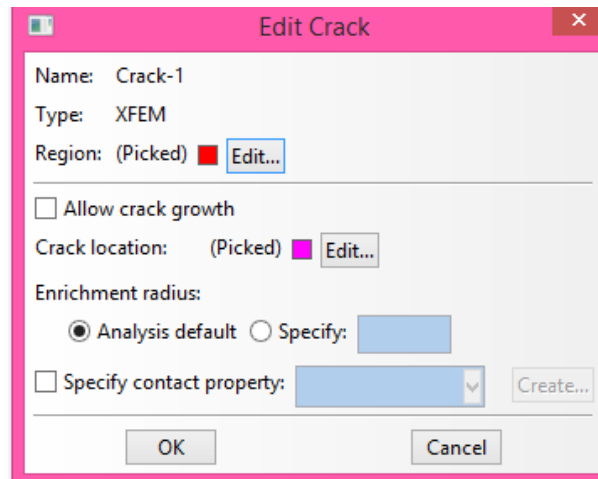 Edit Crack
Name: Crack-1
Type: XFEM
Region: (Picked) Edit...
Allow crack growth
Crack location: (Picked) Edit...
Enrichment radius:
Analysis default Specify:
Specify contact property: Create...
OK Cancel